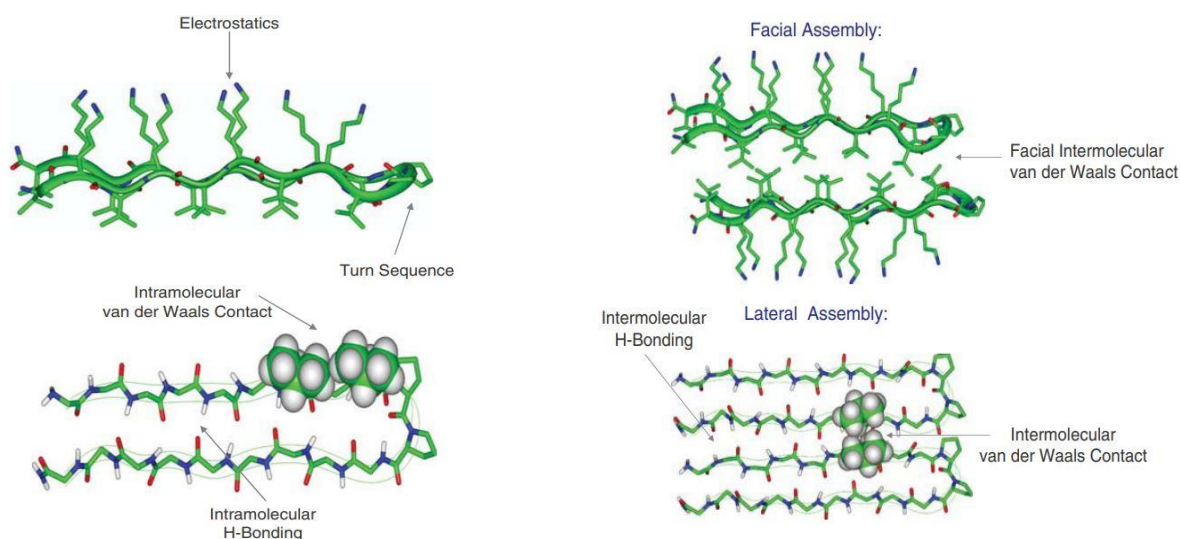 Electrostatics
Turn Sequence
Intramolecular
van der Waals Contact
Intramolecular
H-Bonding
Facial Assembly:
Facial Intermolecular
van der Waals Contact
Lateral Assembly:
Intermolecular
H-Bonding
Intermolecular
van der Waals Contact